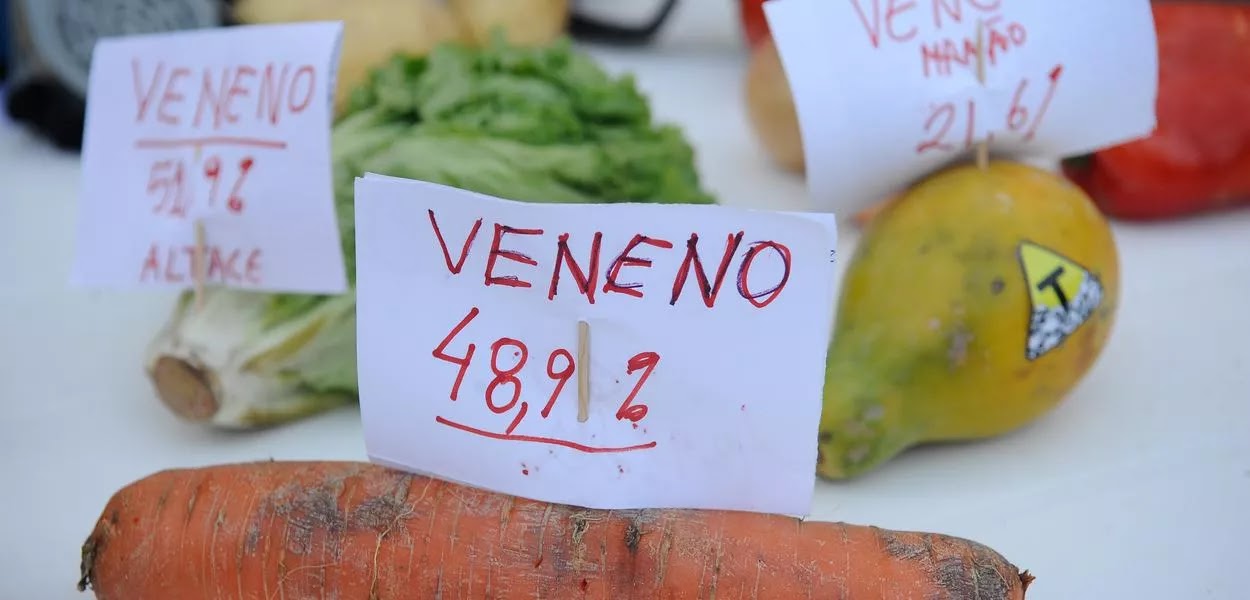 VENENO
51,9%
ALFACE
VENENO
48,9%
VENENO
MAMÃO
21,6%
T